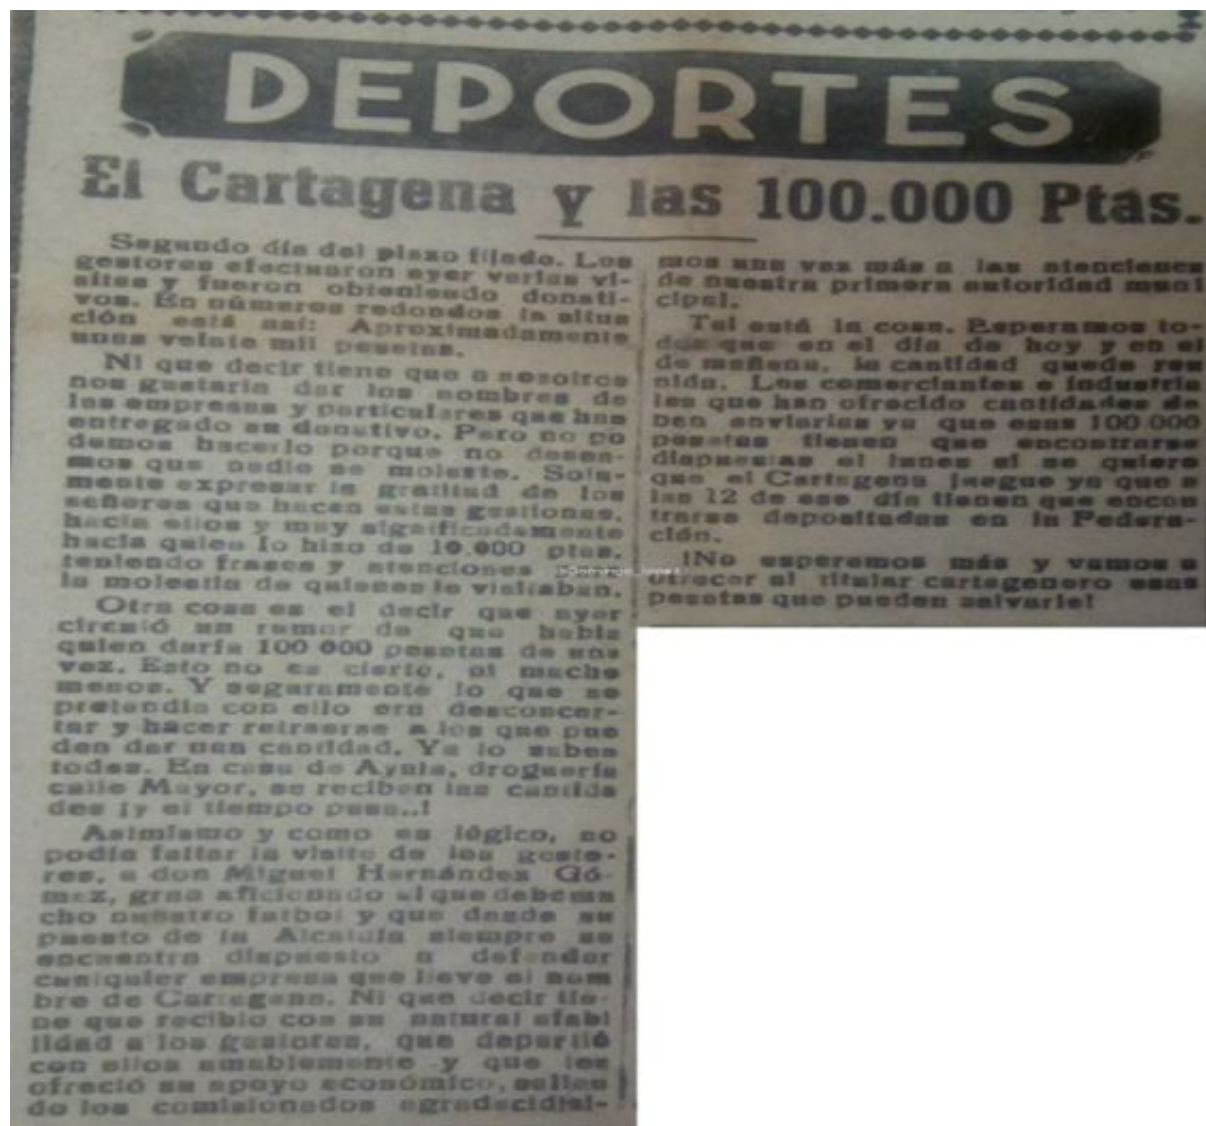 DEPORTES
El Cartagena y las 100.000 Ptas.
Segundo día del plazo fijado. Los
gestores efectuaron ayer varias vi-
sitas y fueron obteniendo donati-
vos. En números redondos la situa
ción está así: Aproximadamente
unas veinte mil pesetas.
Ni que decir tiene que a nosotros
nos gustaría dar los nombres de
las empresas y particulares que han
entregado su donativo. Pero no po
demos hacerlo porque no desea-
mos que nadie se moleste. Sola-
mente expresar la gratitud de los
señores que hacen estas gestiones,
hacia ellos y muy significadamente
hacia quien lo hizo de 10.000 ptas.
teniendo frases y atenciones
la molestia de quienes le visitaban.
Otra cosa es el decir que ayer
circuló un rumor de que había
quien daría 100 000 pesetas de una
vez. Esto no es cierto, ni mucho
menos. Y seguramente lo que se
pretendía con ello era desconcer-
tar y hacer retraerse a los que pue
den dar una cantidad. Ya lo saben
todos. En casa de Ayala, droguería
calle Mayor, se reciben las cantida
des ¡y el tiempo pasa..!
Asimismo y como es lógico, no
podía faltar la visita de los gesto-
res, a don Miguel Hernández Gó-
mez, gran aficionado al que debe mu
cho nuestro futbol y que desde su
puesto de la Alcaldía siempre se
encuentra dispuesto a defender
cualquier empresa que lleve el nom
bre de Cartagena. Ni que decir tie-
ne que recibio con su natural afabi
lidad a los gestores, que departió
con ellos amablemente y que les
ofreció su apoyo económico,
de los comisionados agradecidísi-
mos una vez más a las atenciones
de nuestra primera autoridad muni
cipal.
Tal está la cosa. Esperamos to-
dos que en el día de hoy y en el
de mañana, la cantidad quede reu
nida. Los comerciantes e industria
les que han ofrecido cantidades de
ben enviarlas ya que esas 100 000
pesetas tienen que encontrarse
dispuestas el lunes si se quiere
que el Cartagena juegue ya que a
las 12 de ese día tienen que encon
trarse depositadas en la Federa-
ción.
!No esperemos más y vamos a
ofrecer al titular cartagenero esas
pesetas que pueden salvarle!